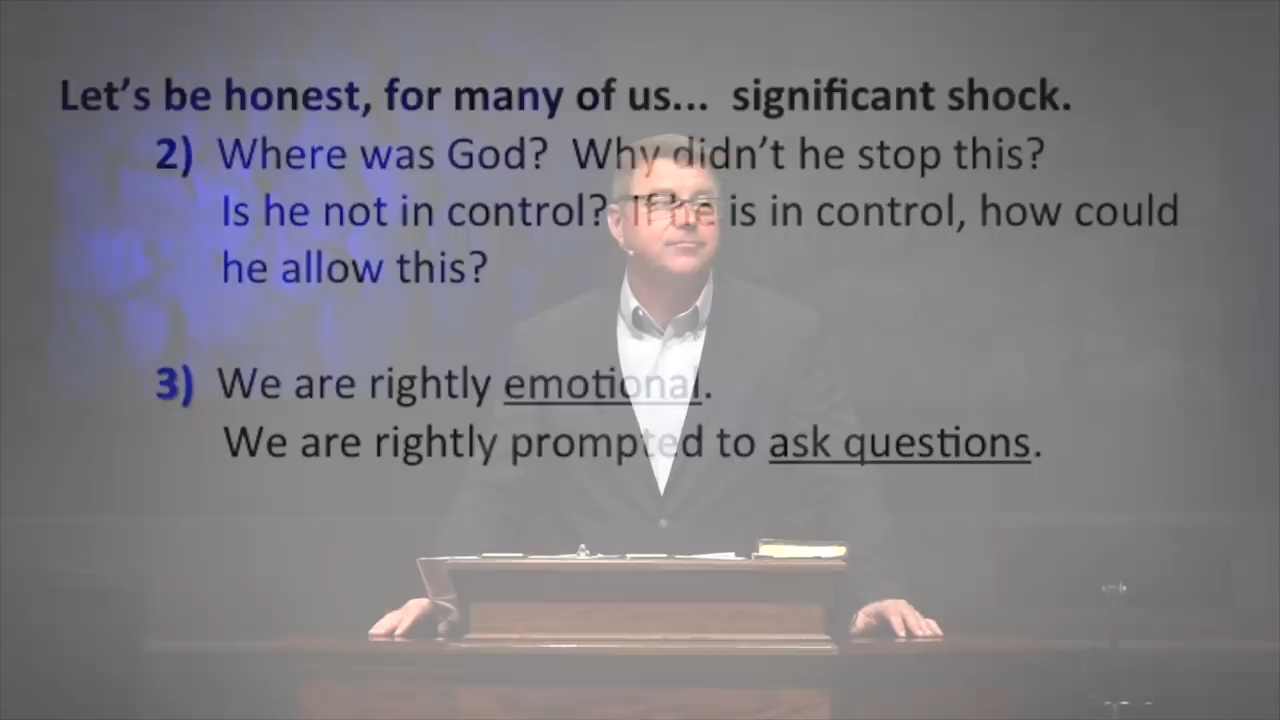 Let's be honest, for many of us... significant shock.
2) Where was God? Why didn't he stop this?
Is he not in control? If he is in control, how could
he allow this?
3) We are rightly emotional.
We are rightly prompted to ask questions.